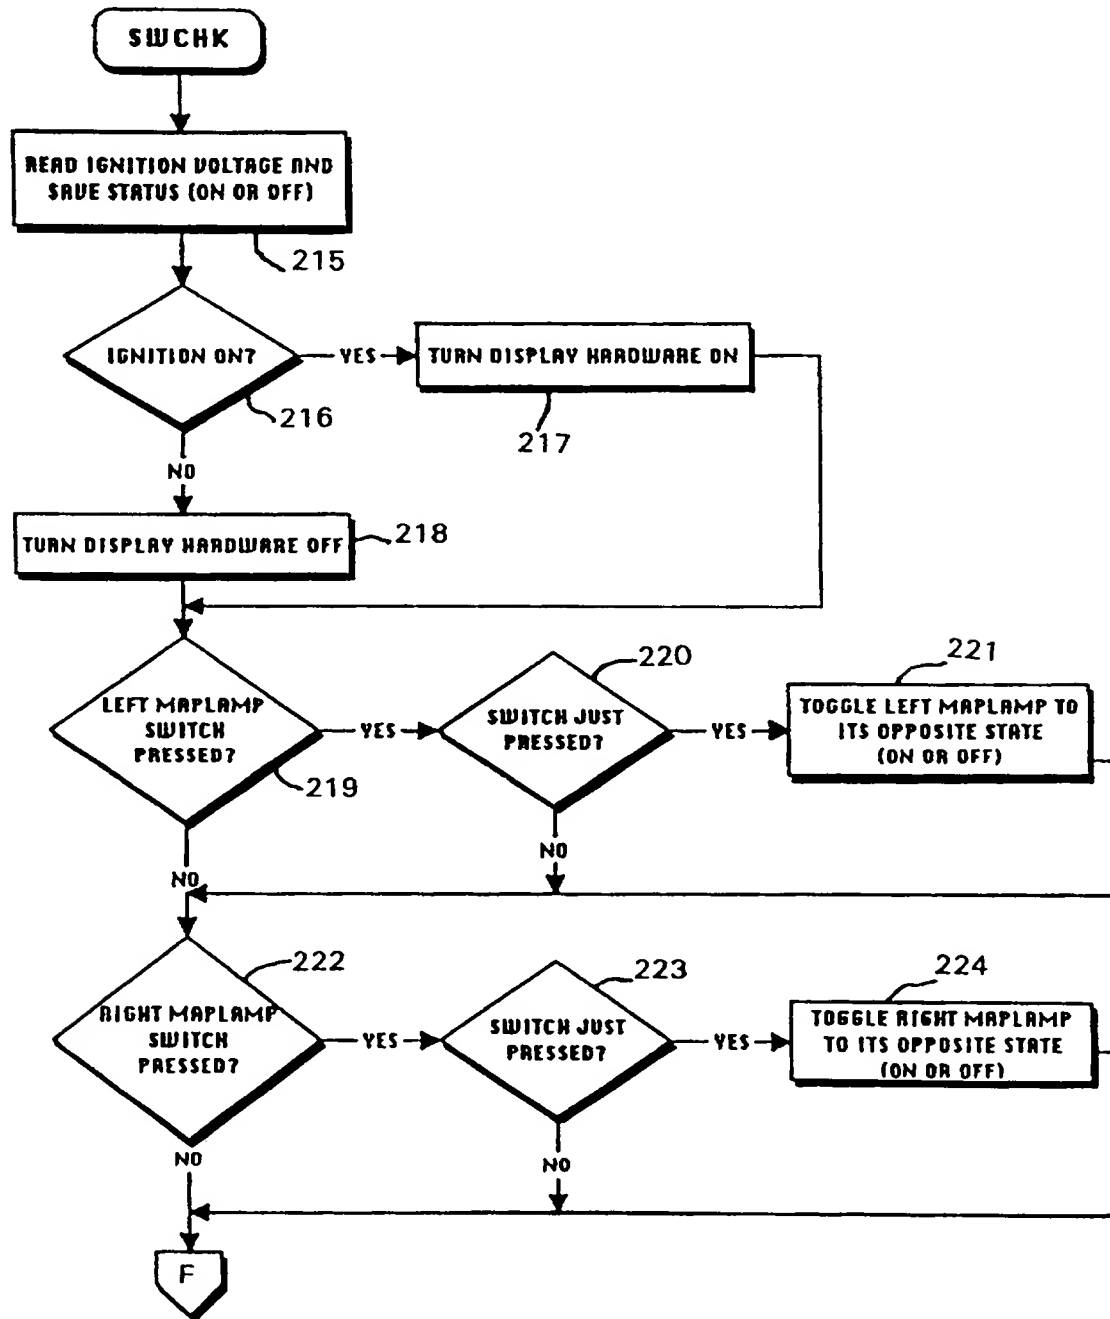 SWCHK
READ IGNITION VOLTAGE AND
SAVE STATUS (ON OR OFF)
215
IGNITION ON?
YES
TURN DISPLAY HARDWARE ON
216
217
NO
TURN DISPLAY HARDWARE OFF
218
LEFT MAPLAMP
SWITCH
PRESSED?
219
YES
220
SWITCH JUST
PRESSED?
YES
221
TOGGLE LEFT MAPLAMP TO
ITS OPPOSITE STATE
(ON OR OFF)
NO
NO
222
RIGHT MAPLAMP
SWITCH
PRESSED?
YES
223
SWITCH JUST
PRESSED?
YES
224
TOGGLE RIGHT MAPLAMP
TO ITS OPPOSITE STATE
(ON OR OFF)
NO
NO
F